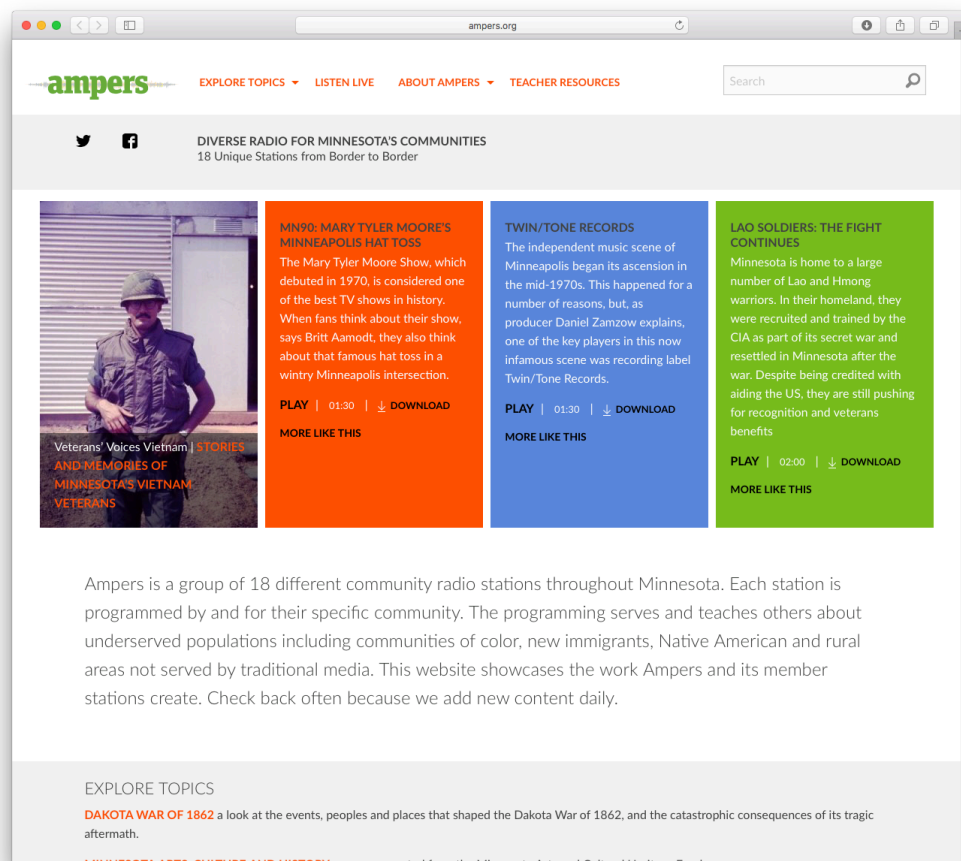 ampers.org
ampers
EXPLORE TOPICS
LISTEN LIVE
ABOUT AMPERS
TEACHER RESOURCES
Search
DIVERSE RADIO FOR MINNESOTA'S COMMUNITIES
18 Unique Stations from Border to Border
Veterans' Voices Vietnam | STORIES
AND MEMORIES OF
MINNESOTA'S VIETNAM
VETERANS
MN90: MARY TYLER MOORE'S
MINNEAPOLIS HAT TOSS
The Mary Tyler Moore Show, which
debuted in 1970, is considered one
of the best TV shows in history.
When fans think about their show,
says Britt Aamodt, they also think
about that famous hat toss in a
wintry Minneapolis intersection.
PLAY | 01:30 | DOWNLOAD
MORE LIKE THIS
TWIN/TONE RECORDS
The independent music scene of
Minneapolis began its ascension in
the mid-1970s. This happened for a
number of reasons, but, as
producer Daniel Zamzow explains,
one of the key players in this now
infamous scene was recording label
Twin/Tone Records.
PLAY | 01:30 | DOWNLOAD
MORE LIKE THIS
LAO SOLDIERS: THE FIGHT
CONTINUES
Minnesota is home to a large
number of Lao and Hmong
warriors. In their homeland, they
were recruited and trained by the
CIA as part of its secret war and
resettled in Minnesota after the
war. Despite being credited with
aiding the US, they are still pushing
for recognition and veterans
benefits
PLAY | 02:00 | DOWNLOAD
MORE LIKE THIS
Ampers is a group of 18 different community radio stations throughout Minnesota. Each station is
programmed by and for their specific community. The programming serves and teaches others about
underserved populations including communities of color, new immigrants, Native American and rural
areas not served by traditional media. This website showcases the work Ampers and its member
stations create. Check back often because we add new content daily.
EXPLORE TOPICS
DAKOTA WAR OF 1862 a look at the events, peoples and places that shaped the Dakota War of 1862, and the catastrophic consequences of its tragic
aftermath.